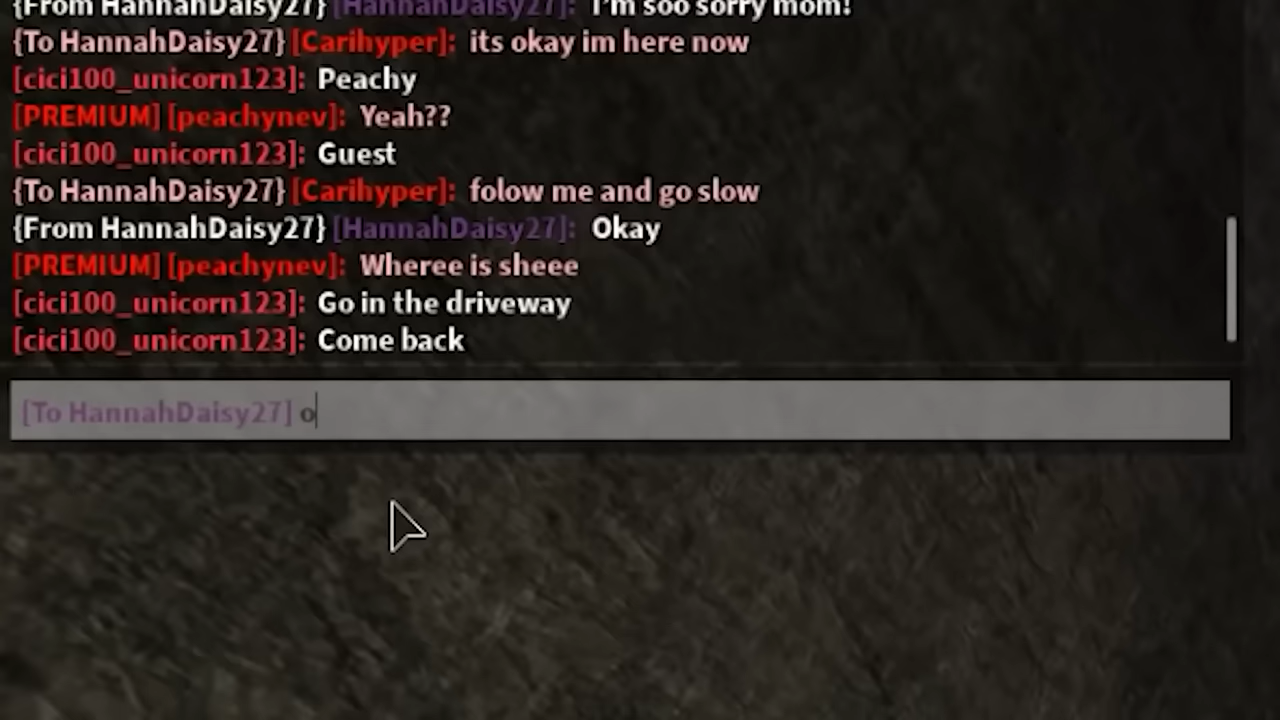 {From HannahDaisy27} [HannahDaisy27]: I'm soo sorry mom!
{To HannahDaisy27} [Carihyper]: its okay im here now
[cici100_unicorn123]: Peachy
[PREMIUM] [peachynev]: Yeah??
[cici100_unicorn123]: Guest
{To HannahDaisy27} [Carihyper]: folow me and go slow
{From HannahDaisy27} [HannahDaisy27]: Okay
[PREMIUM] [peachynev]: Wheree is sheee
[cici100_unicorn123]: Go in the driveway
[cici100_unicorn123]: Come back
[To HannahDaisy27] o